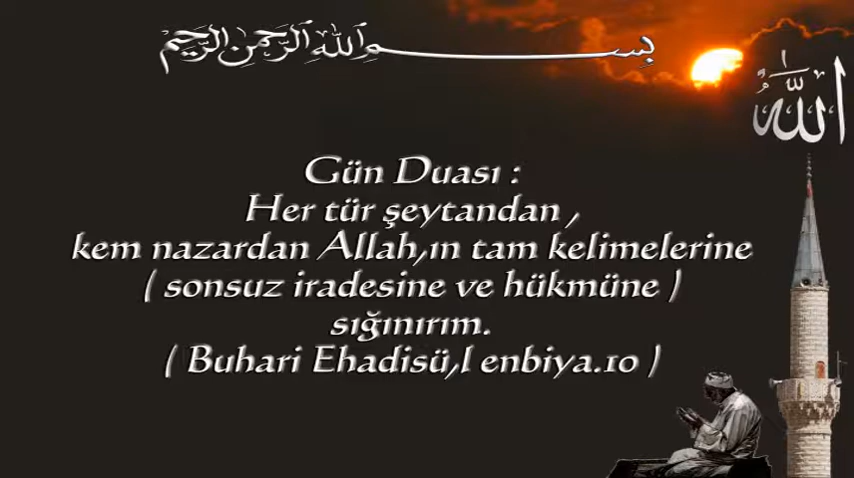 بسم الله الرحمن الرحيم
الله
Gün Duası :
Her tür şeytandan ,
kem nazardan Allah,ın tam kelimelerine
( sonsuz iradesine ve hükmüne )
sığınırım.
( Buhari Ehadisü,l enbiya.10 )